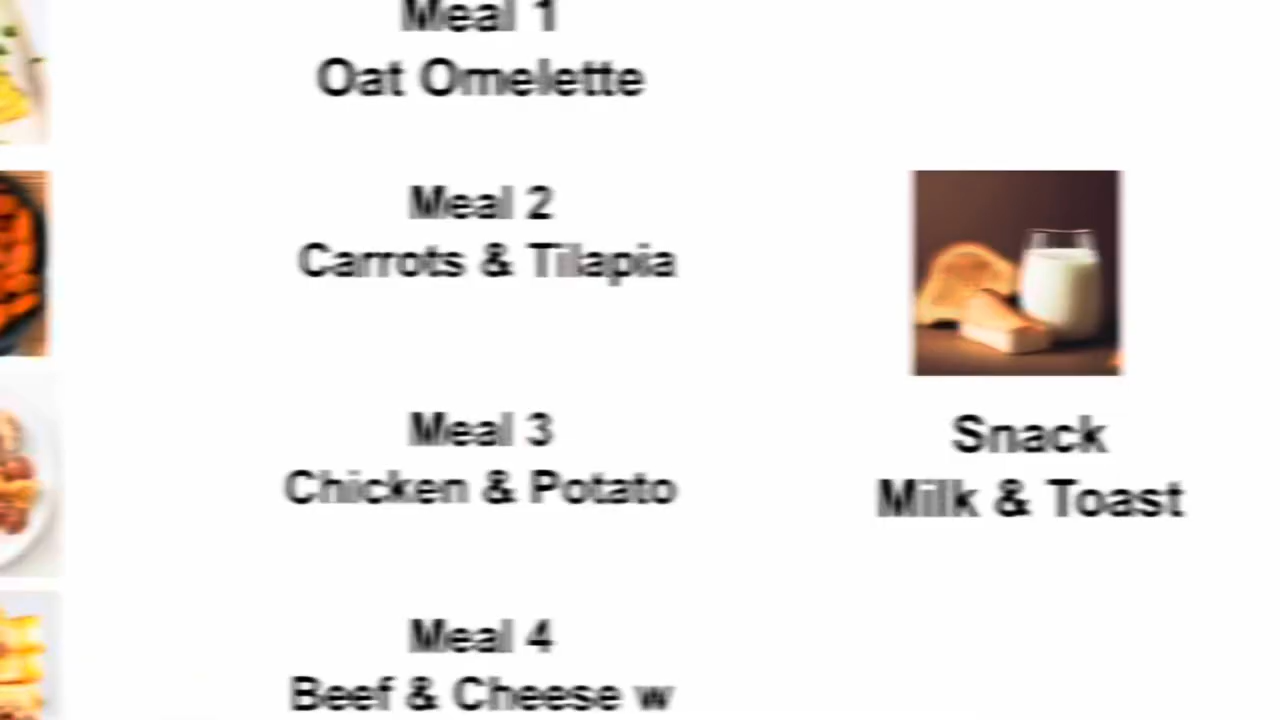 Meal 1
Oat Omelette
Meal 2
Carrots & Tilapia
Meal 3
Chicken & Potato
Snack
Milk & Toast
Meal 4
Beef & Cheese w